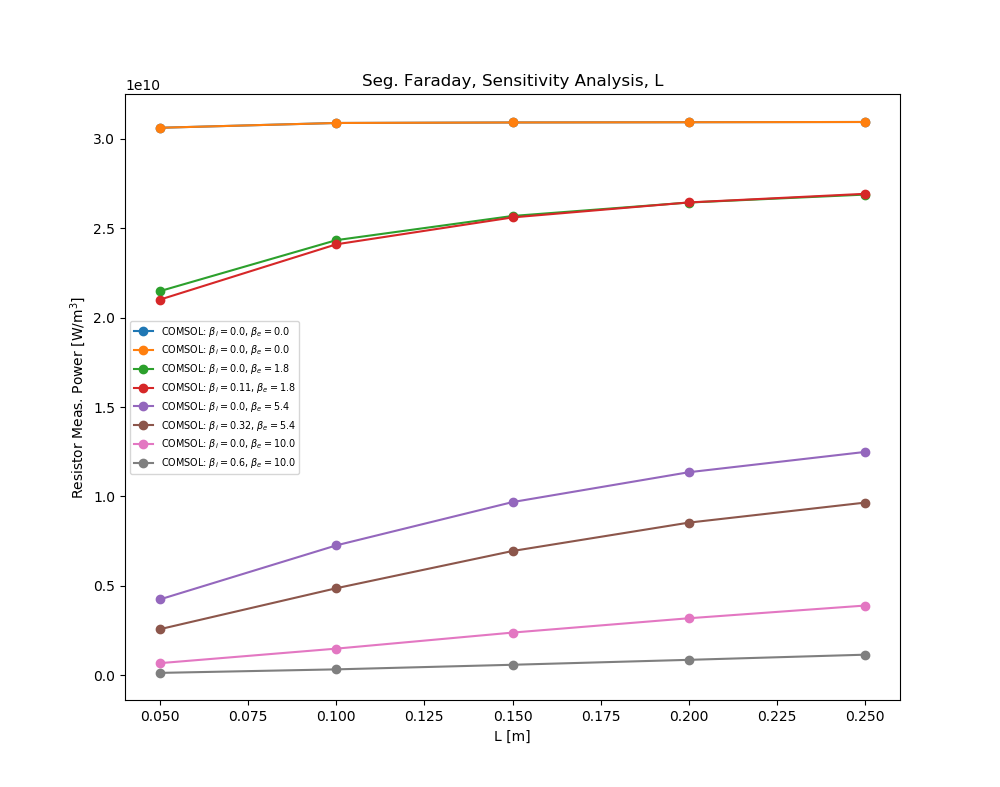 Seg. Faraday, Sensitivity Analysis, L
1e10
3.0
2.5
2.0
1.5
1.0
0.5
0.0
Resistor Meas. Power [W/m³]
COMSOL: βᵢ = 0.0, βₑ = 0.0
COMSOL: βᵢ = 0.0, βₑ = 0.0
COMSOL: βᵢ = 0.0, βₑ = 1.8
COMSOL: βᵢ = 0.11, βₑ = 1.8
COMSOL: βᵢ = 0.0, βₑ = 5.4
COMSOL: βᵢ = 0.32, βₑ = 5.4
COMSOL: βᵢ = 0.0, βₑ = 10.0
COMSOL: βᵢ = 0.6, βₑ = 10.0
0.050 0.075 0.100 0.125 0.150 0.175 0.200 0.225 0.250
L [m]